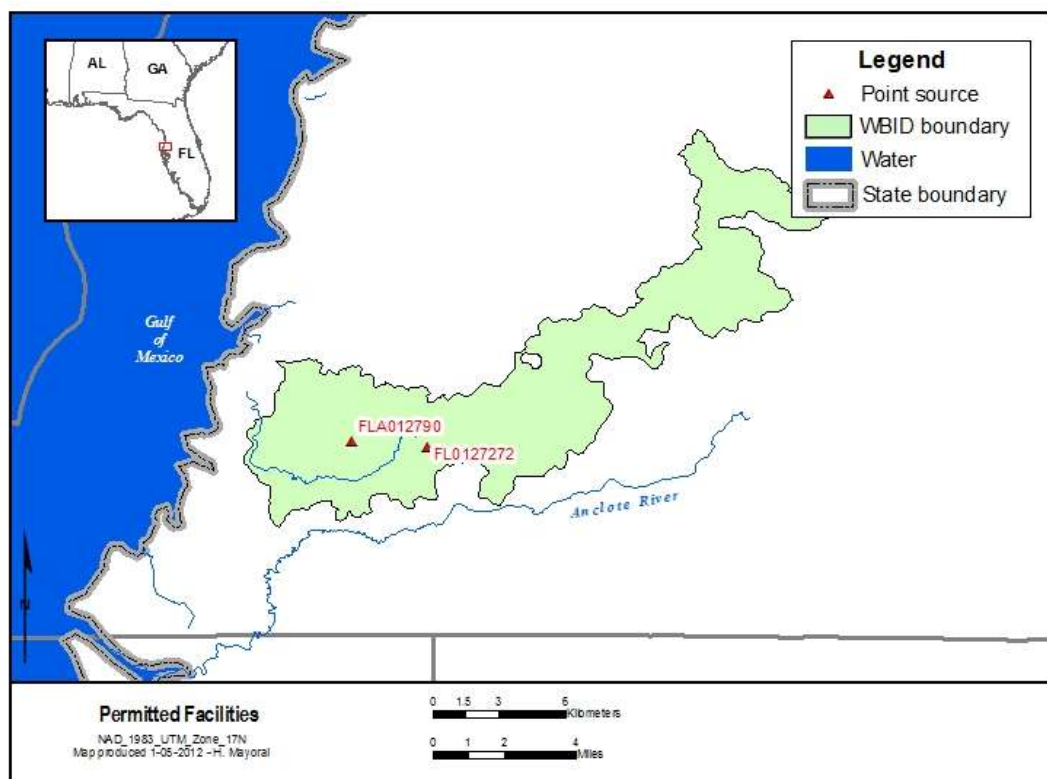 AL
GA
FL
Legend
Point source
WBID boundary
Water
State boundary
Gulf
of
Mexico
FLA012790
FL0127272
Anclote River
N
Permitted Facilities
NAD_1983_UTM_Zone_17N
Map produced 1-05-2012 - H. Mayoral
0 1.5 3 6
Kilometers
0 1 2 4
Miles